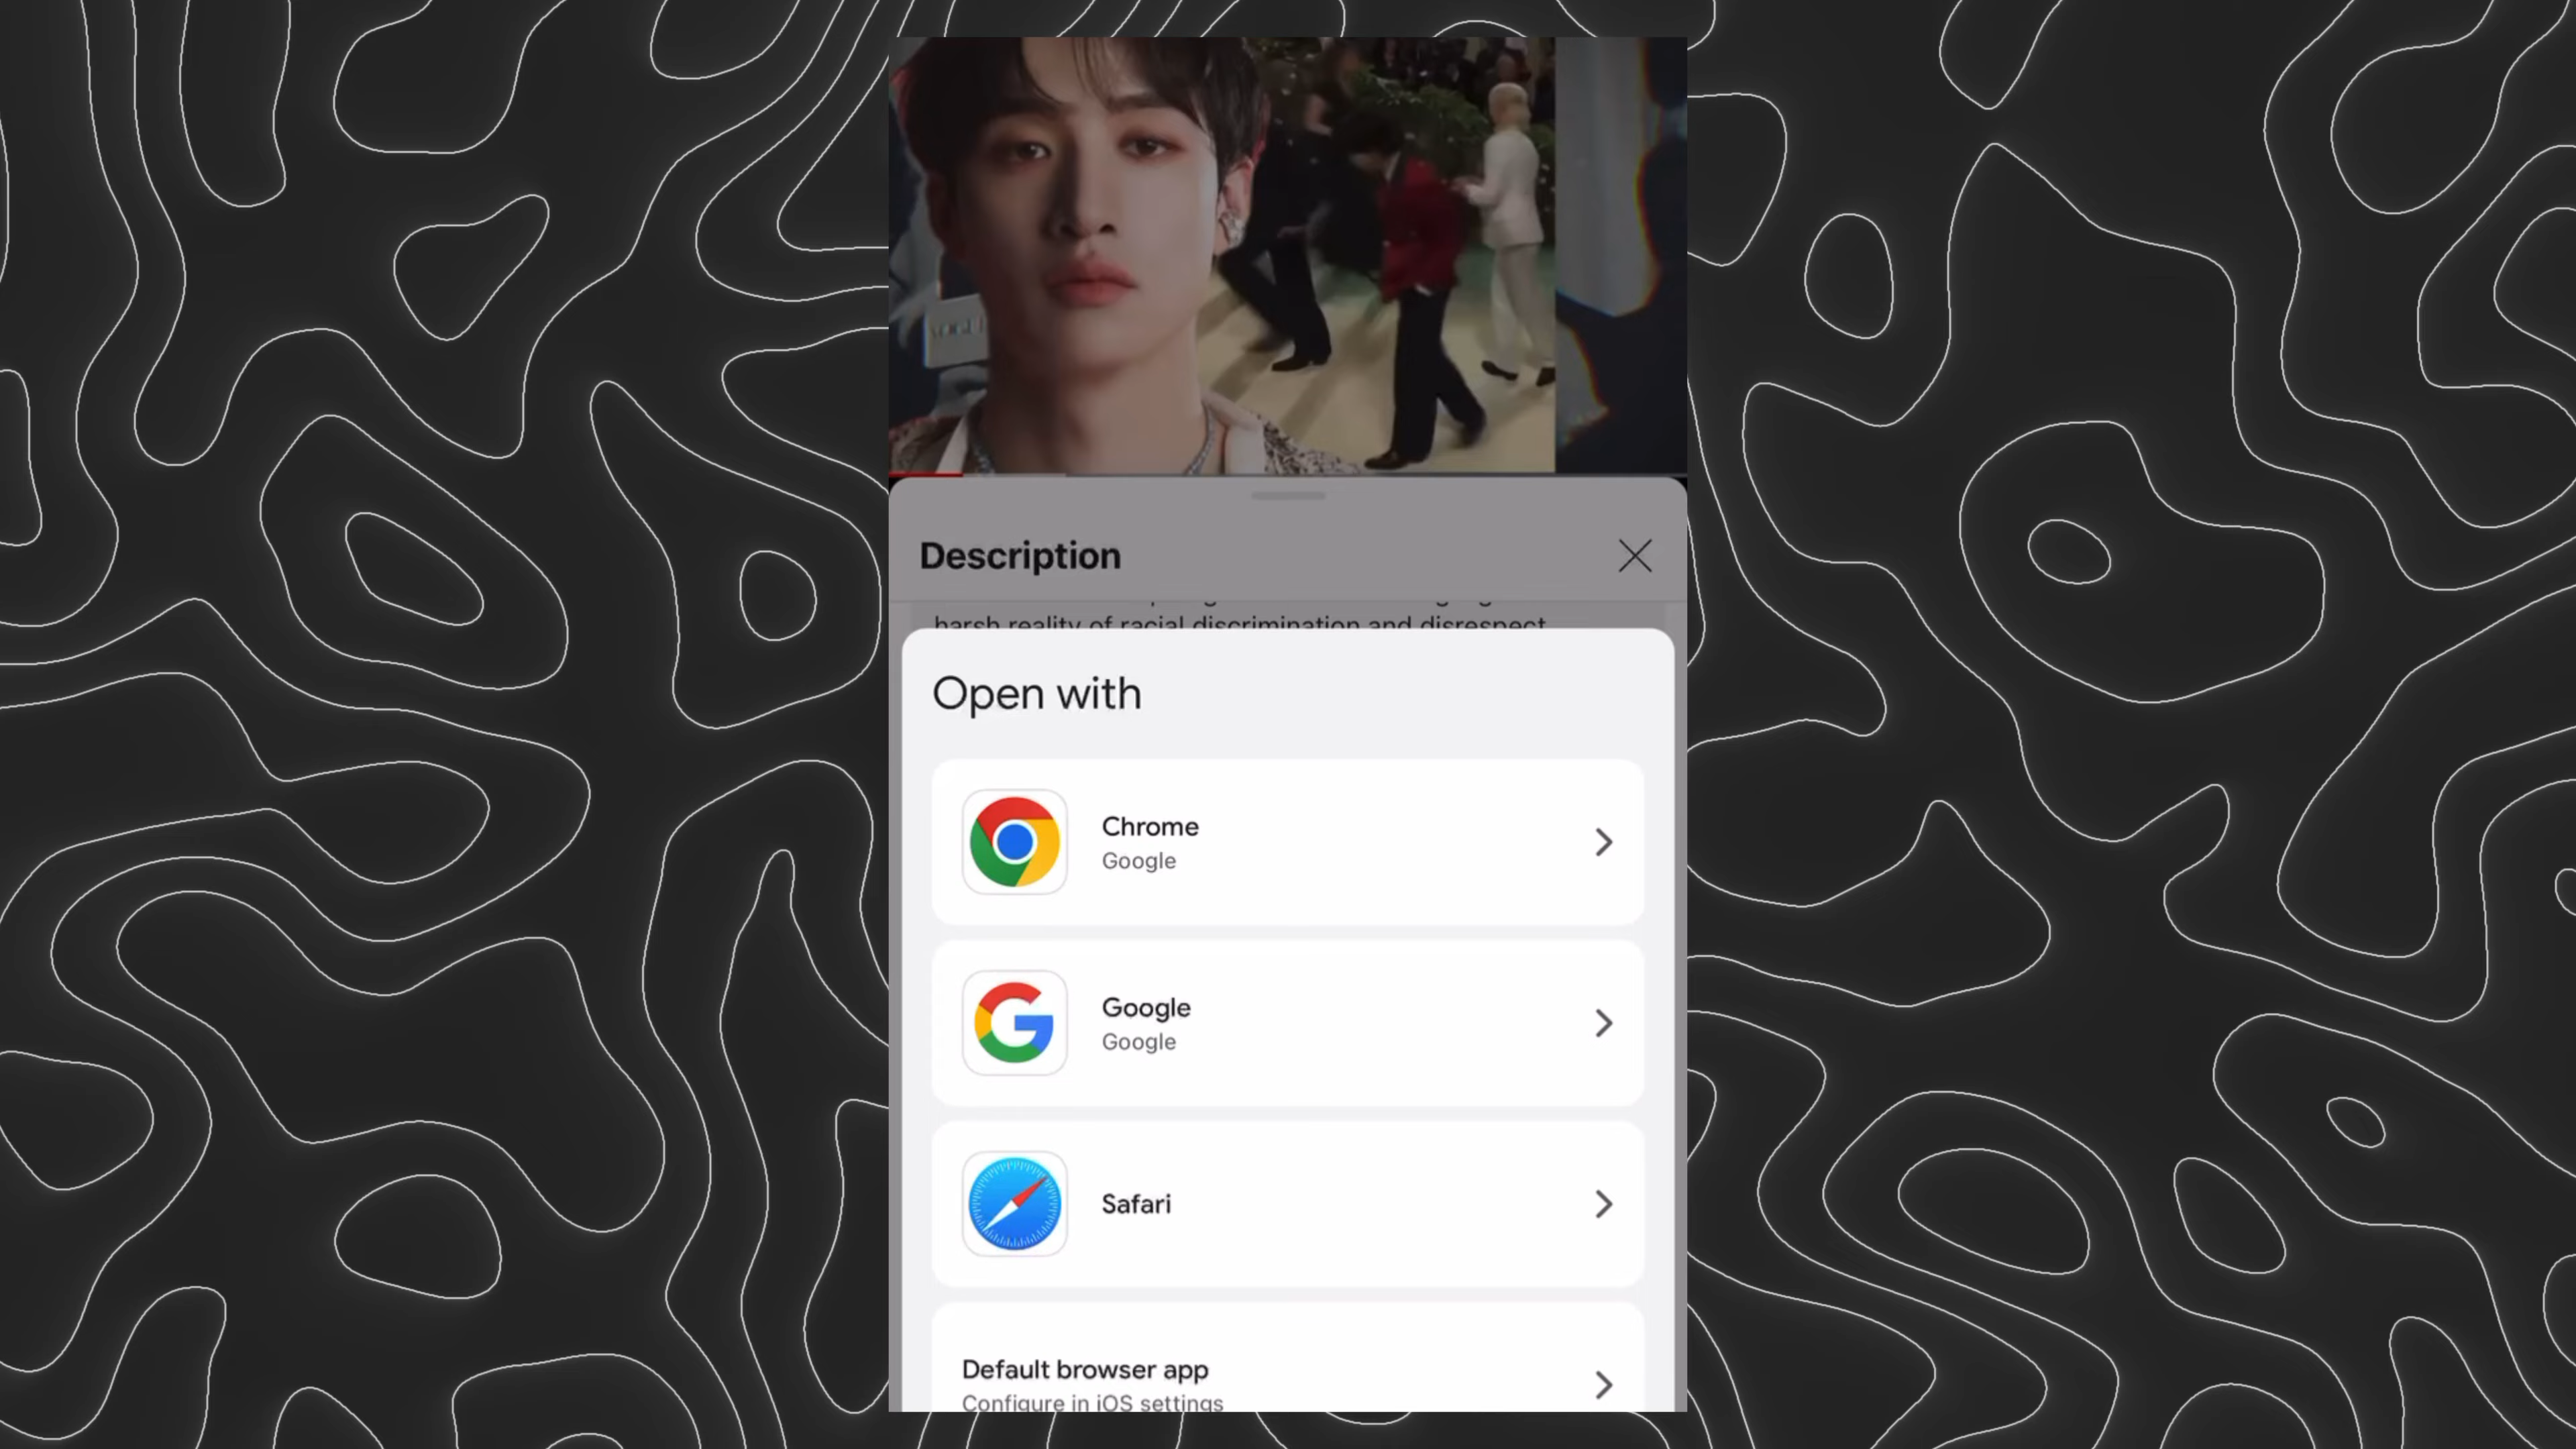 Description
harsh reality of racial discrimination and disrespect
Open with
Chrome
Google
Google
Google
Safari
Default browser app
Configure in iOS settings